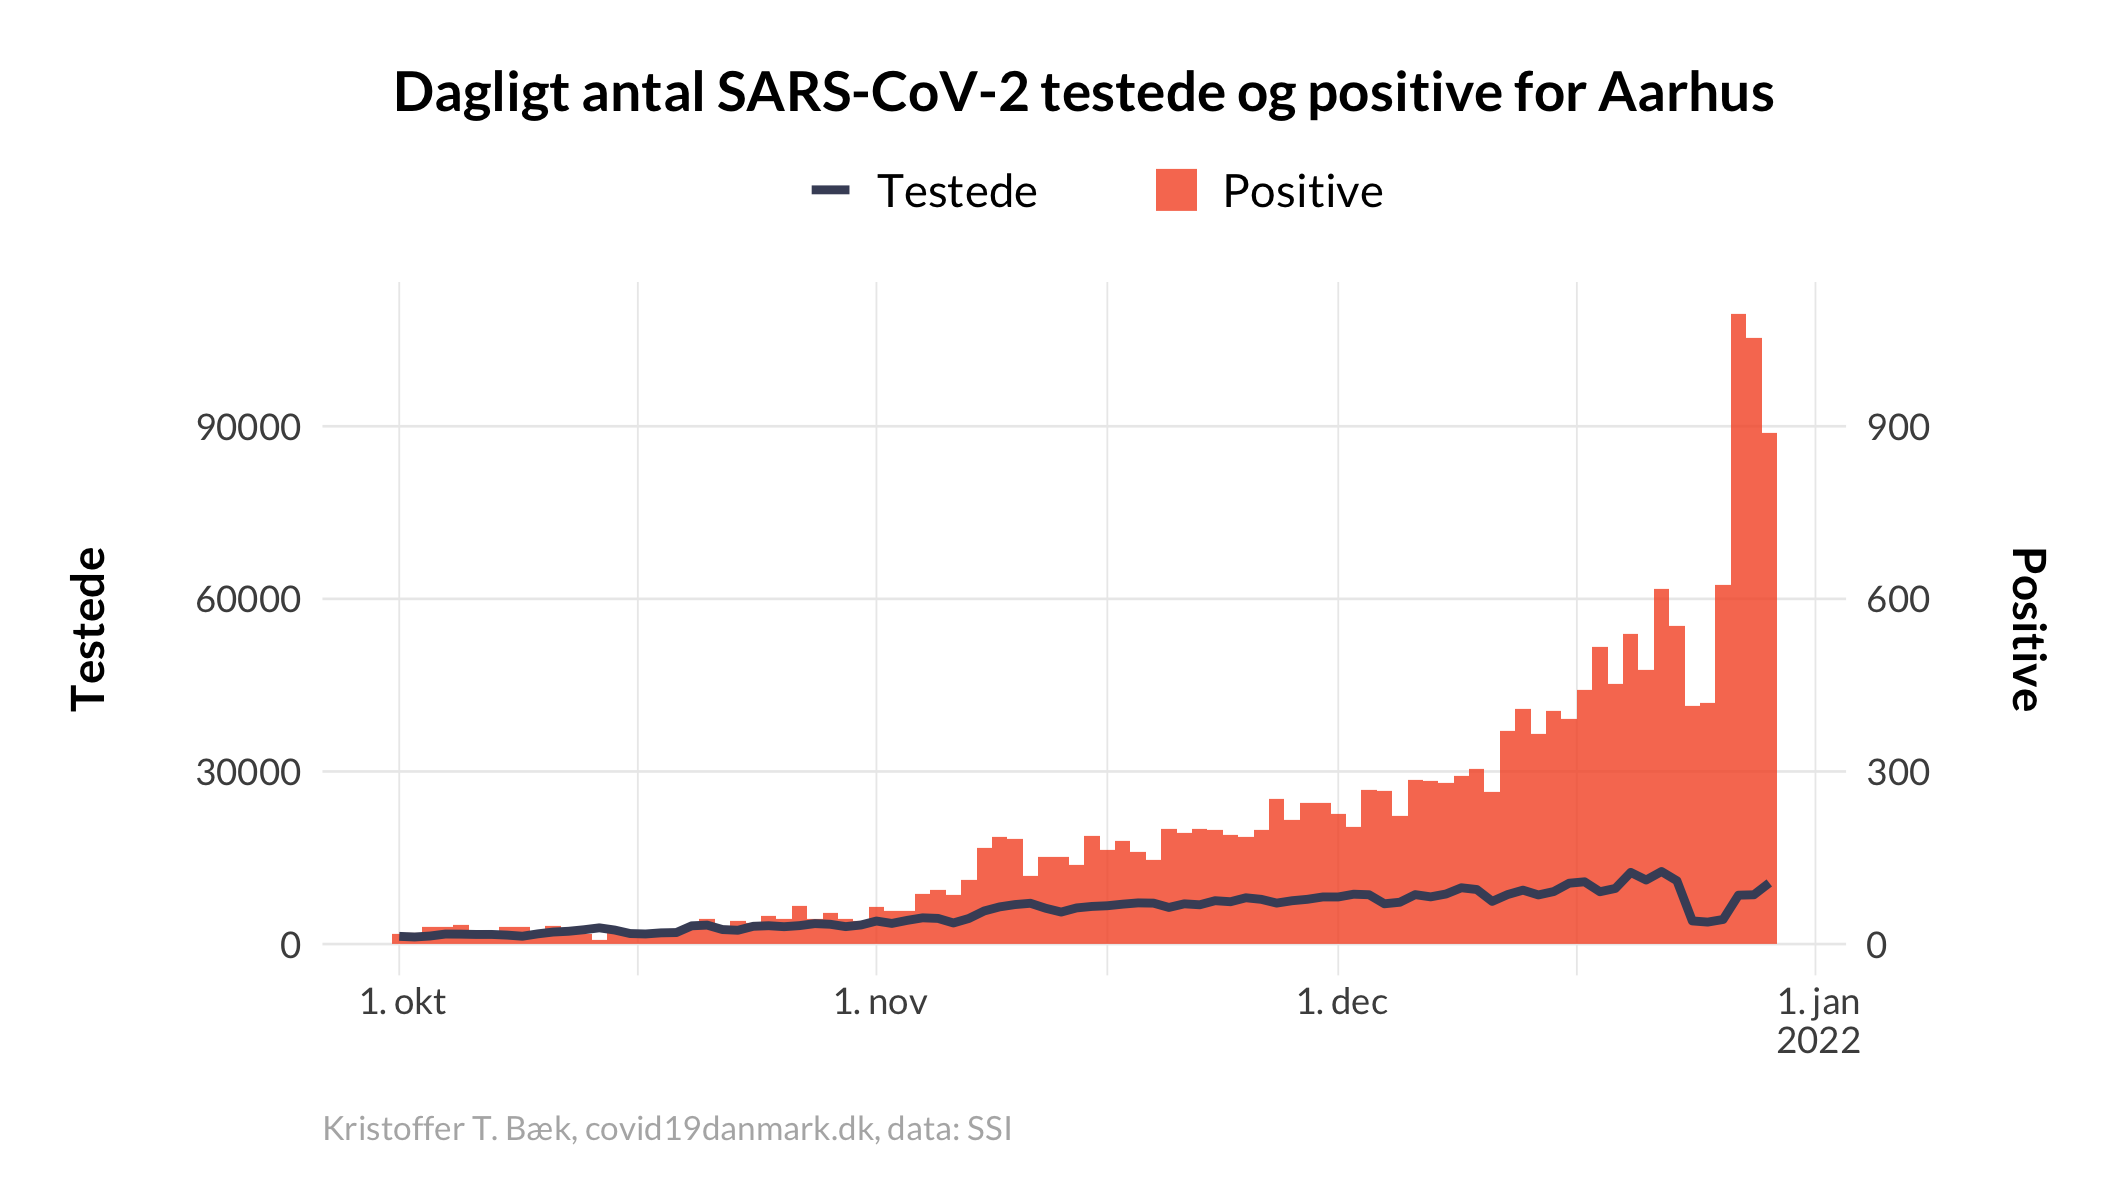 Dagligt antal SARS-CoV-2 testede og positive for Aarhus
Testede
Positive
Testede
90000
60000
30000
0
900
600
300
0
Positive
1. okt
1. nov
1. dec
1. jan
2022
Kristoffer T. Bæk, covid19danmark.dk, data: SSI